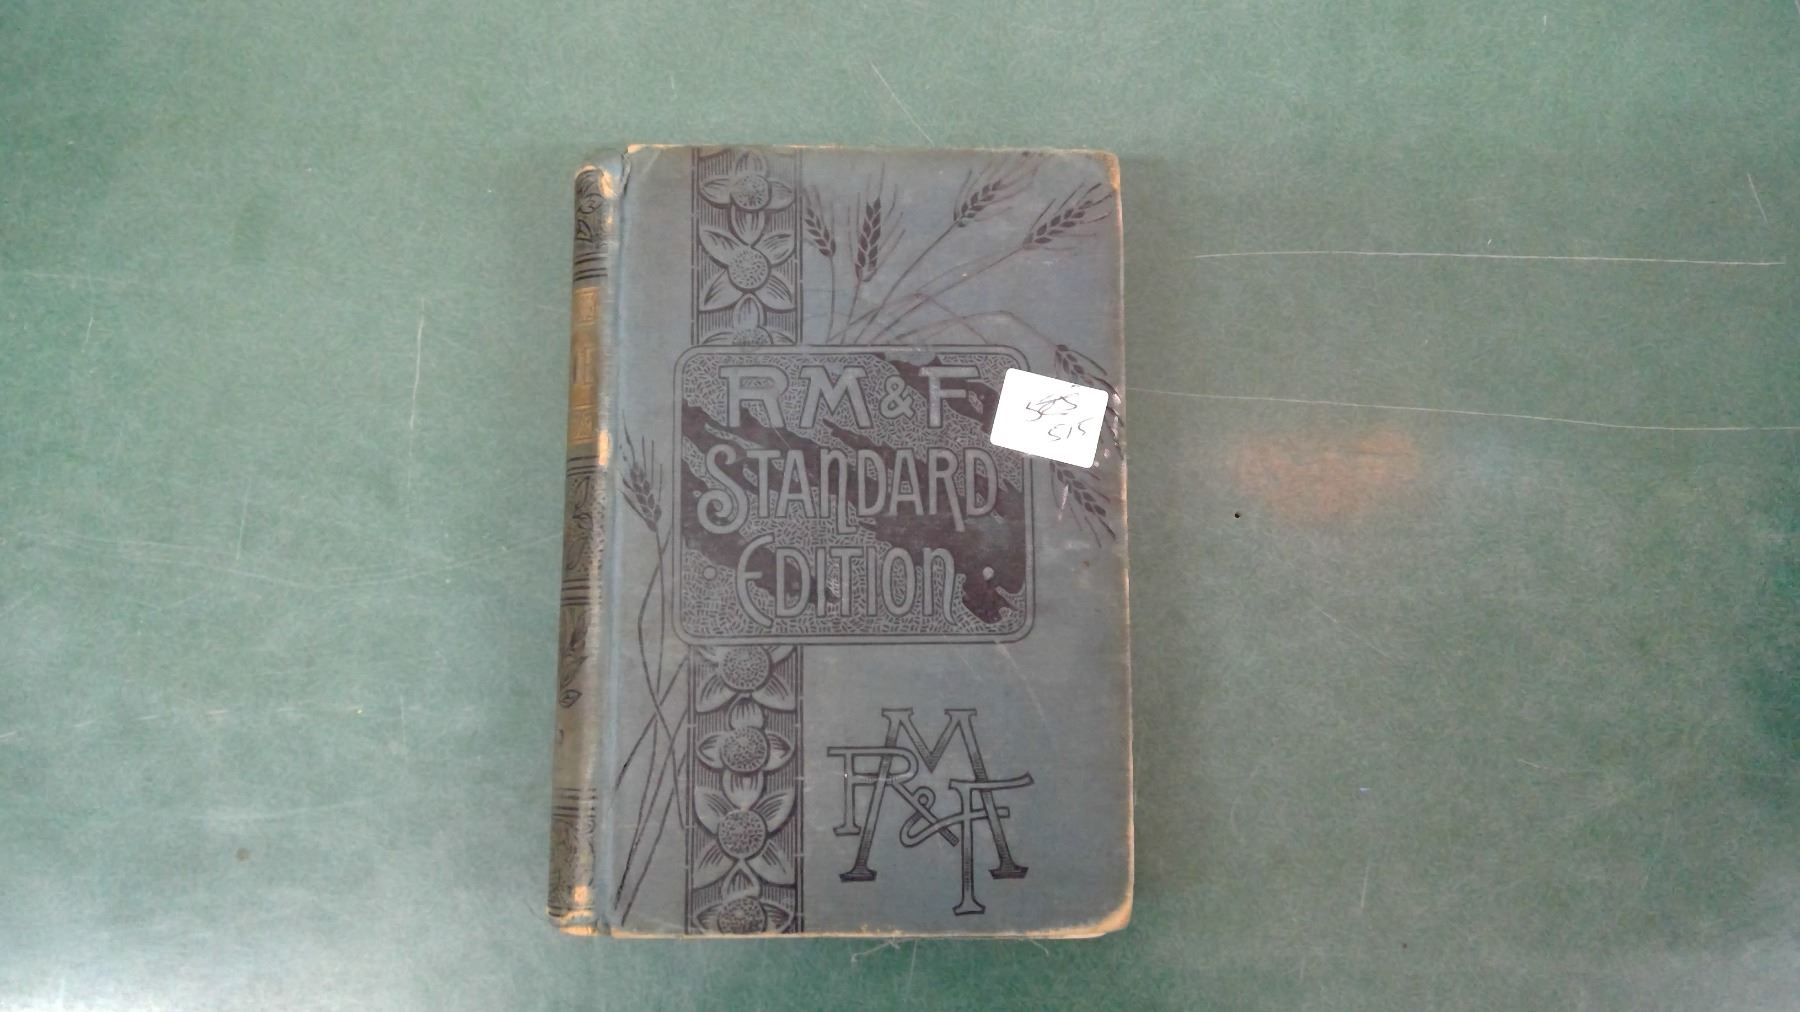 RM & F
STANDARD
EDITION
RM&F